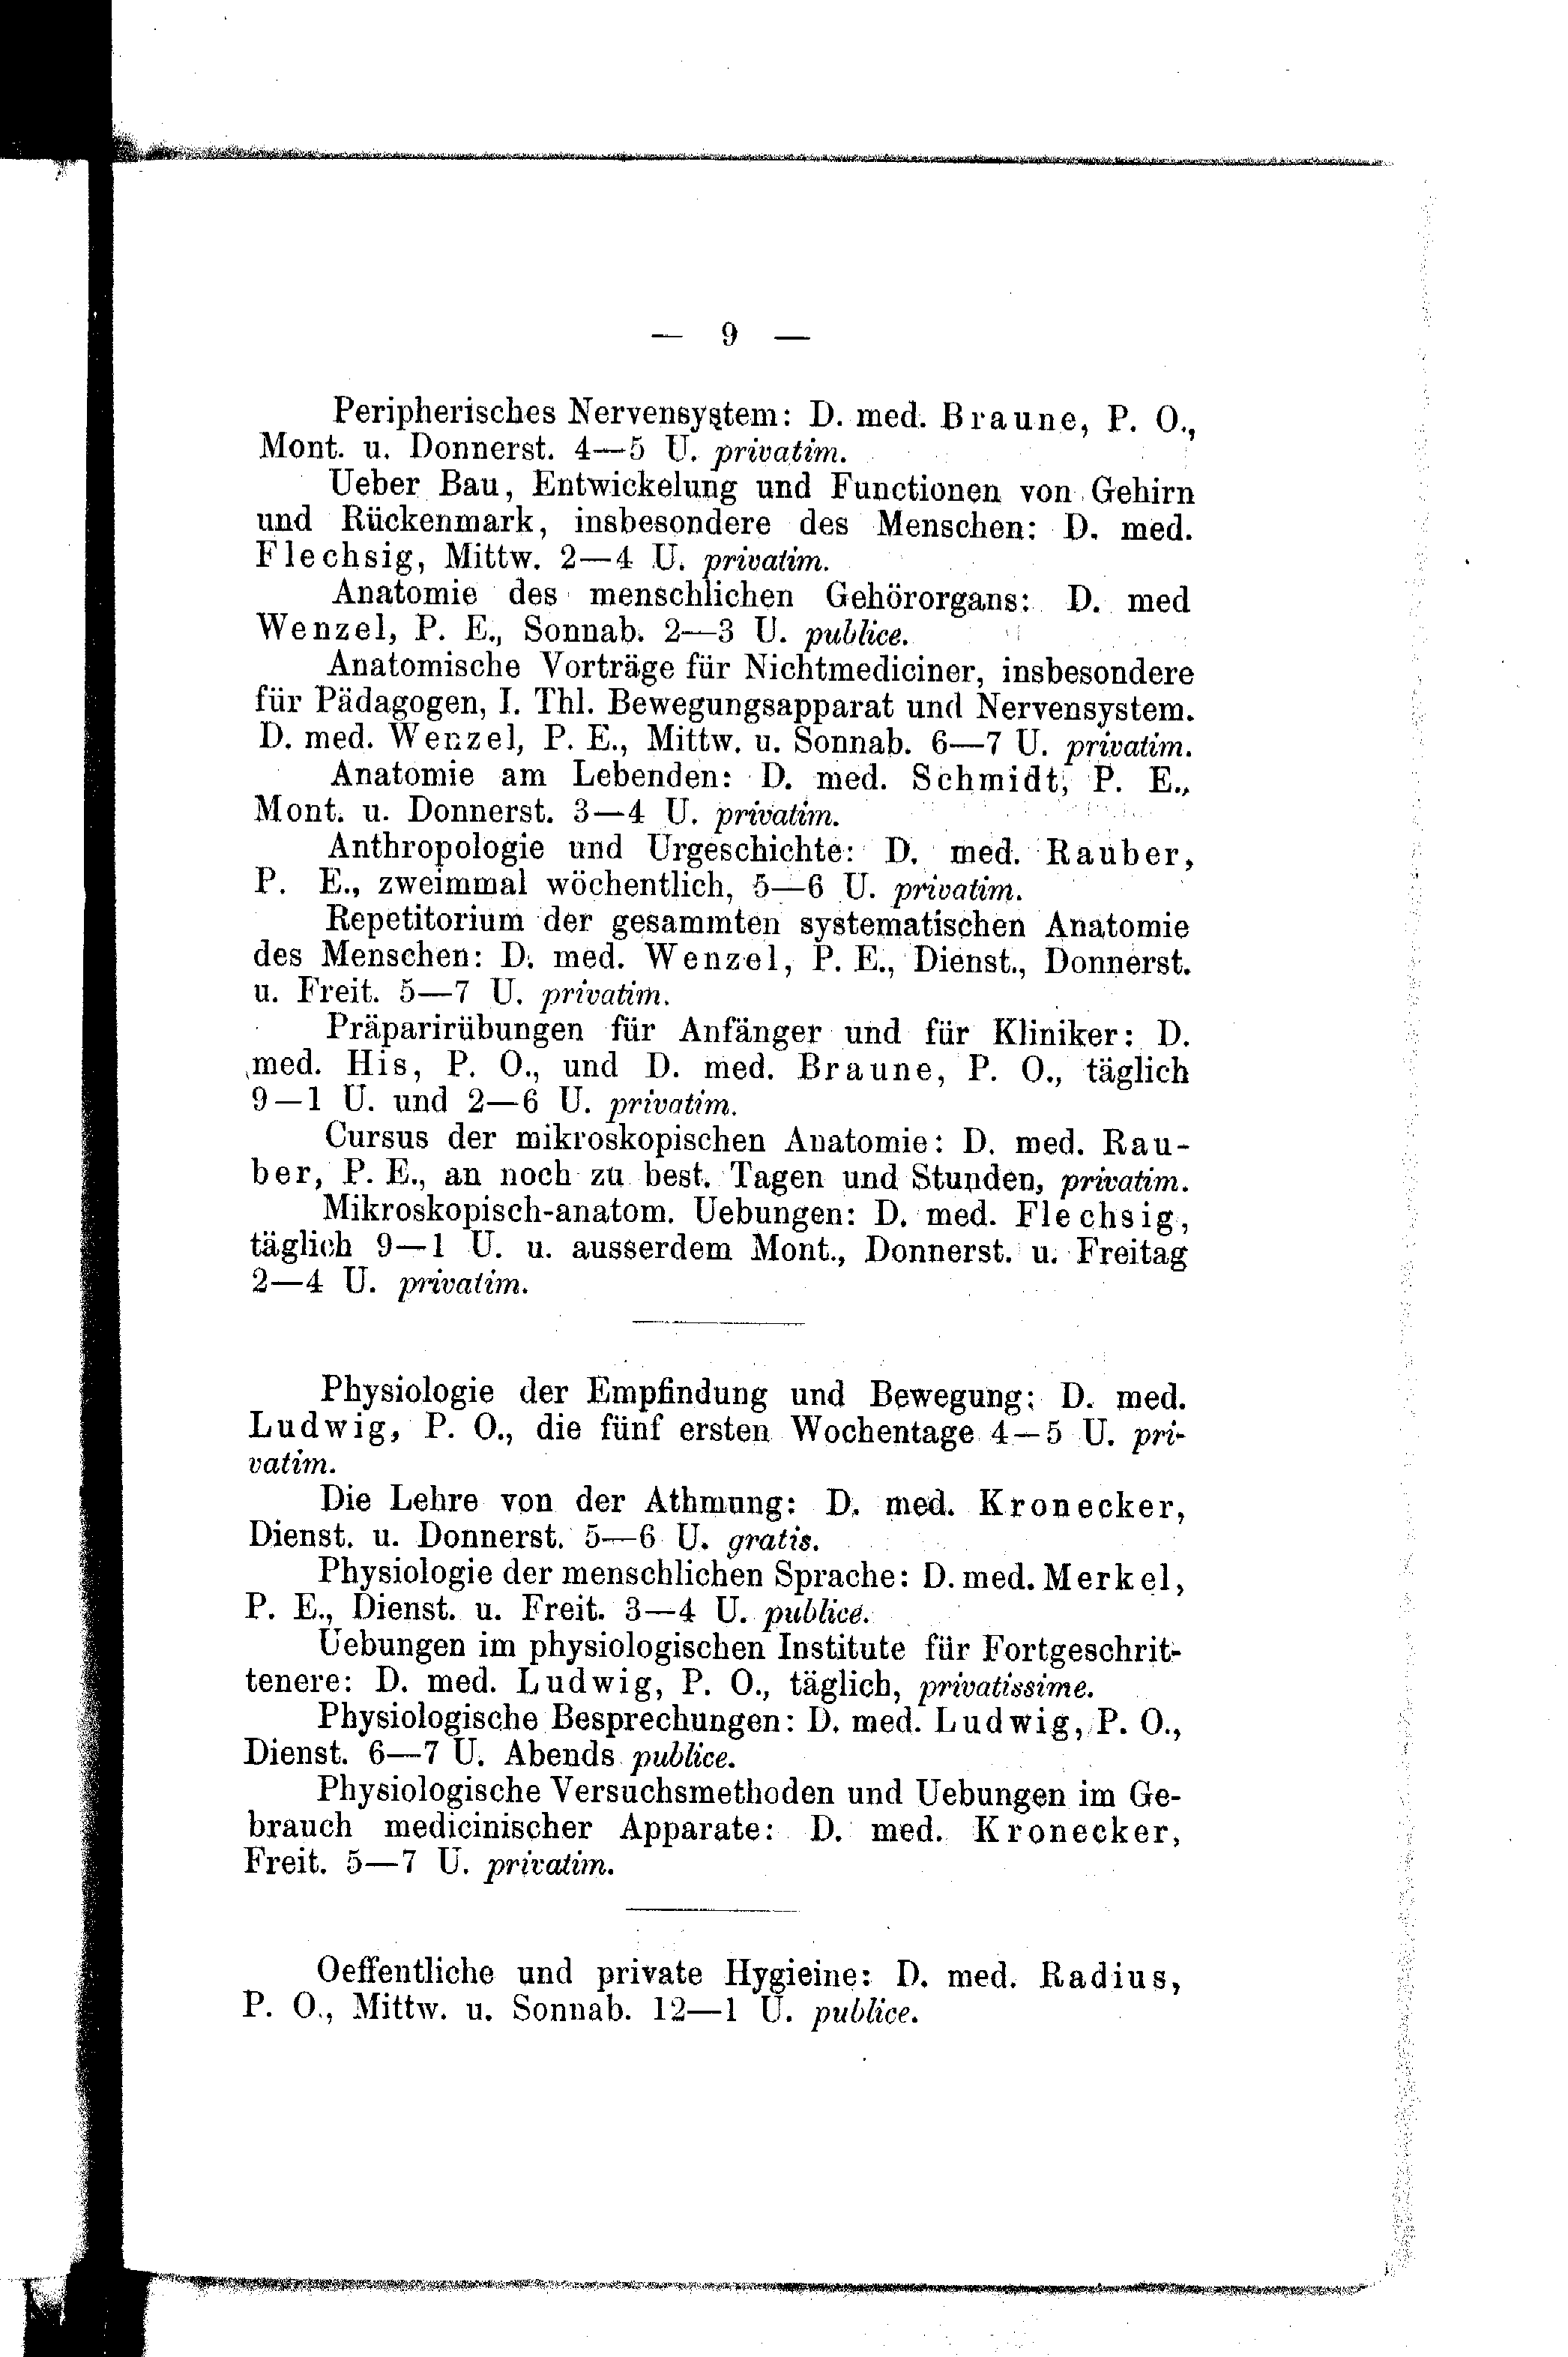 — 9 —
Peripherisches Nervensystem: D. med. Braune, P. O.,
Mont. u. Donnerst. 4—5 U. privatim.
Ueber Bau, Entwickelung und Functionen von Gehirn
und Rückenmark, insbesondere des Menschen: D. med.
Flechsig, Mittw. 2—4 U. privatim.
Anatomie des menschlichen Gehörorgans: D. med
Wenzel, P. E., Sonnab. 2—3 U. publice.
Anatomische Vorträge für Nichtmediciner, insbesondere
für Pädagogen, I. Thl. Bewegungsapparat und Nervensystem.
D. med. Wenzel, P. E., Mittw. u. Sonnab. 6—7 U. privatim.
Anatomie am Lebenden: D. med. Schmidt, P. E.,
Mont. u. Donnerst. 3—4 U. privatim.
Anthropologie und Urgeschichte: D. med. Rauber,
P. E., zweimmal wöchentlich, 5—6 U. privatim.
Repetitorium der gesammten systematischen Anatomie
des Menschen: D. med. Wenzel, P. E., Dienst., Donnerst.
u. Freit. 5—7 U. privatim.
Präparirübungen für Anfänger und für Kliniker: D.
med. His, P. O., und D. med. Braune, P. O., täglich
9—1 U. und 2—6 U. privatim.
Cursus der mikroskopischen Anatomie: D. med. Rau-
ber, P. E., an noch zu best. Tagen und Stunden, privatim.
Mikroskopisch-anatom. Uebungen: D. med. Flechsig,
täglich 9—1 U. u. ausserdem Mont., Donnerst. u. Freitag
2—4 U. privatim.
Physiologie der Empfindung und Bewegung: D. med.
Ludwig, P. O., die fünf ersten Wochentage 4—5 U. pri-
vatim.
Die Lehre von der Athmung: D. med. Kronecker,
Dienst. u. Donnerst. 5—6 U. gratis.
Physiologie der menschlichen Sprache: D. med. Merkel,
P. E., Dienst. u. Freit. 3—4 U. publice.
Uebungen im physiologischen Institute für Fortgeschrit-
tenere: D. med. Ludwig, P. O., täglich, privatissime.
Physiologische Besprechungen: D. med. Ludwig, P. O.,
Dienst. 6—7 U. Abends publice.
Physiologische Versuchsmethoden und Uebungen im Ge-
brauch medicinischer Apparate: D. med. Kronecker,
Freit. 5—7 U. privatim.
Oeffentliche und private Hygieine: D. med. Radius,
P. O., Mittw. u. Sonnab. 12—1 U. publice.